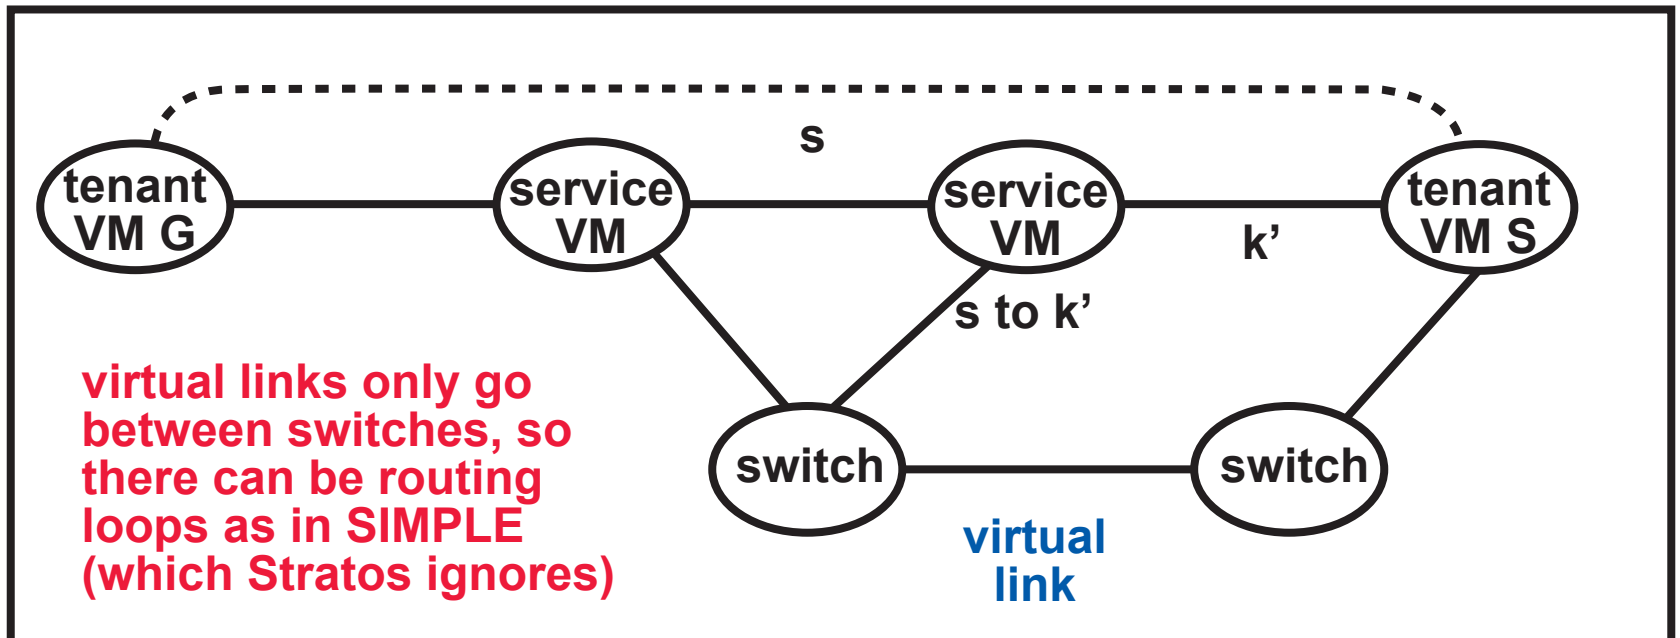 s
tenant
VM G
service
VM
service
VM
tenant
VM S
k’
s to k’
virtual links only go
between switches, so
there can be routing
loops as in SIMPLE
(which Stratos ignores)
switch
switch
virtual
link